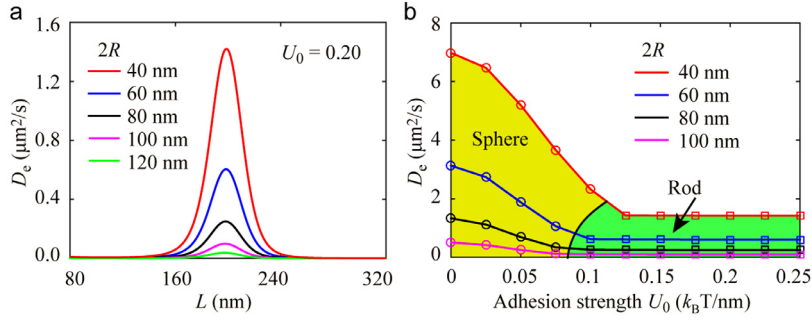 a
2R
U0 = 0.20
40 nm
60 nm
80 nm
100 nm
120 nm
De (μm²/s)
1.6
1.2
0.8
0.4
0.0
80
160
240
320
L (nm)
b
2R
40 nm
60 nm
80 nm
100 nm
Sphere
Rod
De (μm²/s)
8
6
4
2
0
0
0.05
0.1
0.15
0.2
0.25
Adhesion strength U0 (kBT/nm)